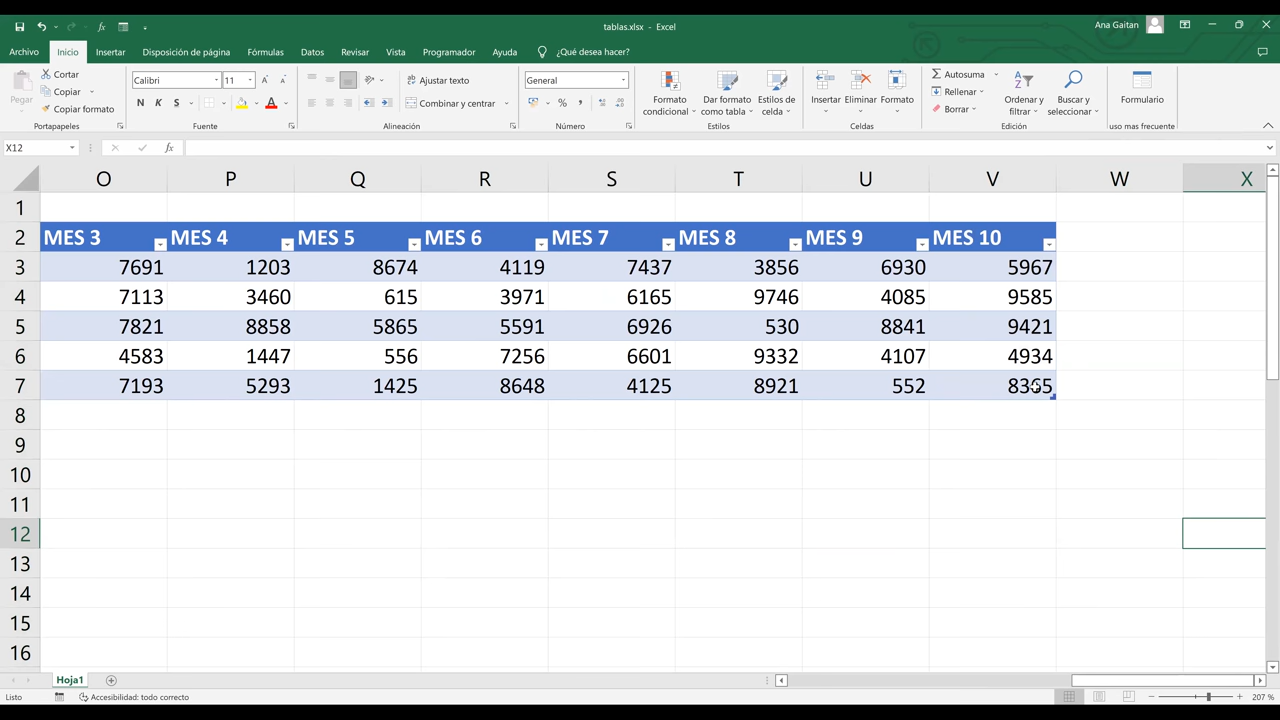 tablas.xlsx - Excel
Ana Gaitan
Archivo Inicio Insertar Disposición de página Fórmulas Datos Revisar Vista Programador Ayuda ¿Qué desea hacer?
Pegar
Cortar
Copiar
Copiar formato
Portapapeles
Calibri 11
N K S
Fuente
Ajustar texto
Combinar y centrar
Alineación
General
Número
Formato condicional
Dar formato como tabla
Estilos de celda
Estilos
Insertar
Eliminar
Formato
Celdas
Autosuma
Rellenar
Borrar
Ordenar y filtrar
Buscar y seleccionar
Edición
Formulario
uso mas frecuente
X12 fx
O P Q R S T U V W X
1
2 MES 3 MES 4 MES 5 MES 6 MES 7 MES 8 MES 9 MES 10
3 7691 1203 8674 4119 7437 3856 6930 5967
4 7113 3460 615 3971 6165 9746 4085 9585
5 7821 8858 5865 5591 6926 530 8841 9421
6 4583 1447 556 7256 6601 9332 4107 4934
7 7193 5293 1425 8648 4125 8921 552
8
9
10
11
12
13
14
15
16
Hoja1
Listo Accesibilidad: todo correcto 207 %